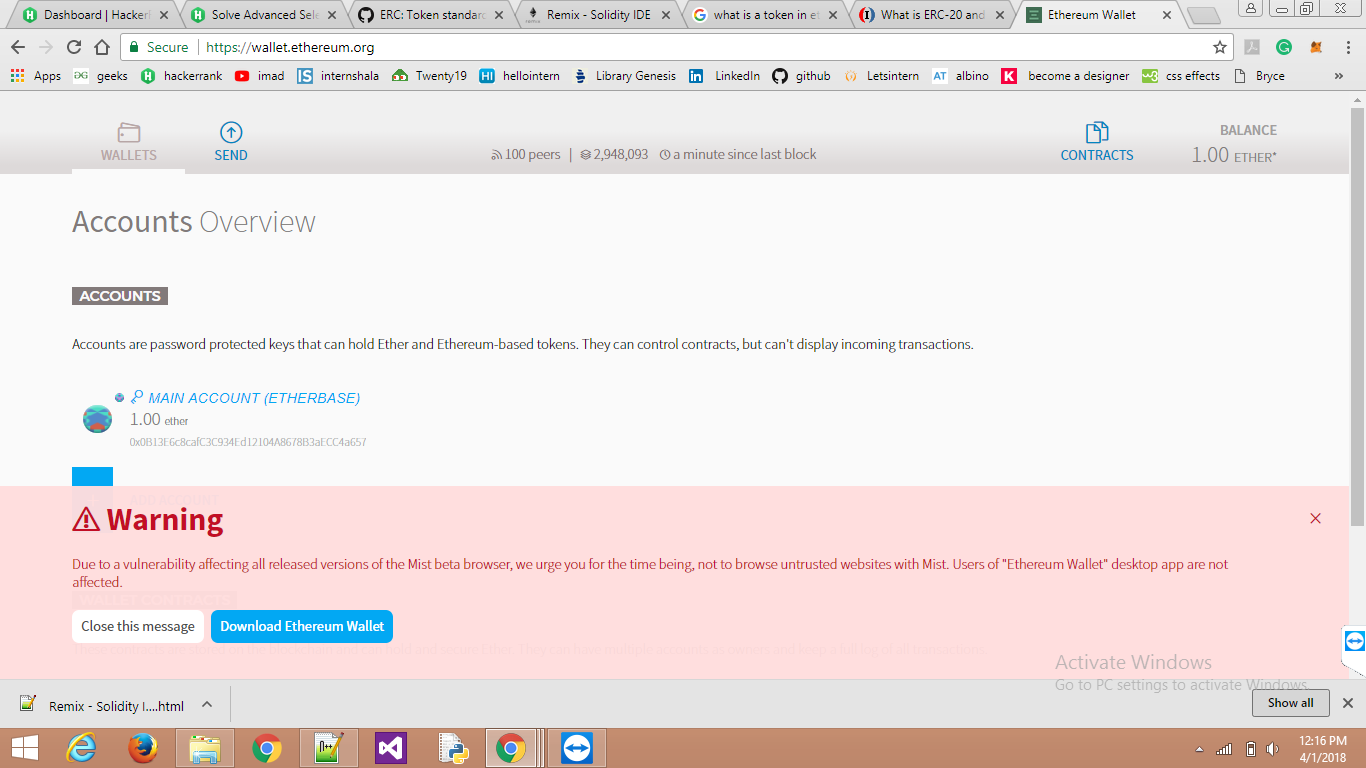 Dashboard | Hackerl
Solve Advanced Sele
ERC: Token standard
Remix - Solidity IDE
what is a token in et
What is ERC-20 and
Ethereum Wallet
Secure
https://wallet.ethereum.org
Apps geeks hackerrank imad internshala Twenty19 hellointern Library Genesis LinkedIn github Letsintern albino become a designer css effects Bryce »
WALLETS
SEND
100 peers | 2,948,093 a minute since last block
CONTRACTS
BALANCE
1.00 ETHER*
Accounts Overview
ACCOUNTS
Accounts are password protected keys that can hold Ether and Ethereum-based tokens. They can control contracts, but can't display incoming transactions.
MAIN ACCOUNT (ETHERBASE)
1.00 ether
0x0B13E6c8cafC3C934Ed12104A8678B3aECC4a657
Warning
Due to a vulnerability affecting all released versions of the Mist beta browser, we urge you for the time being, not to browse untrusted websites with Mist. Users of "Ethereum Wallet" desktop app are not
affected.
WALLET CONTRACTS
Close this message
Download Ethereum Wallet
Activate Windows
Go to PC settings to activate Windows.
Remix - Solidity I....html
Show all
12:16 PM
4/1/2018